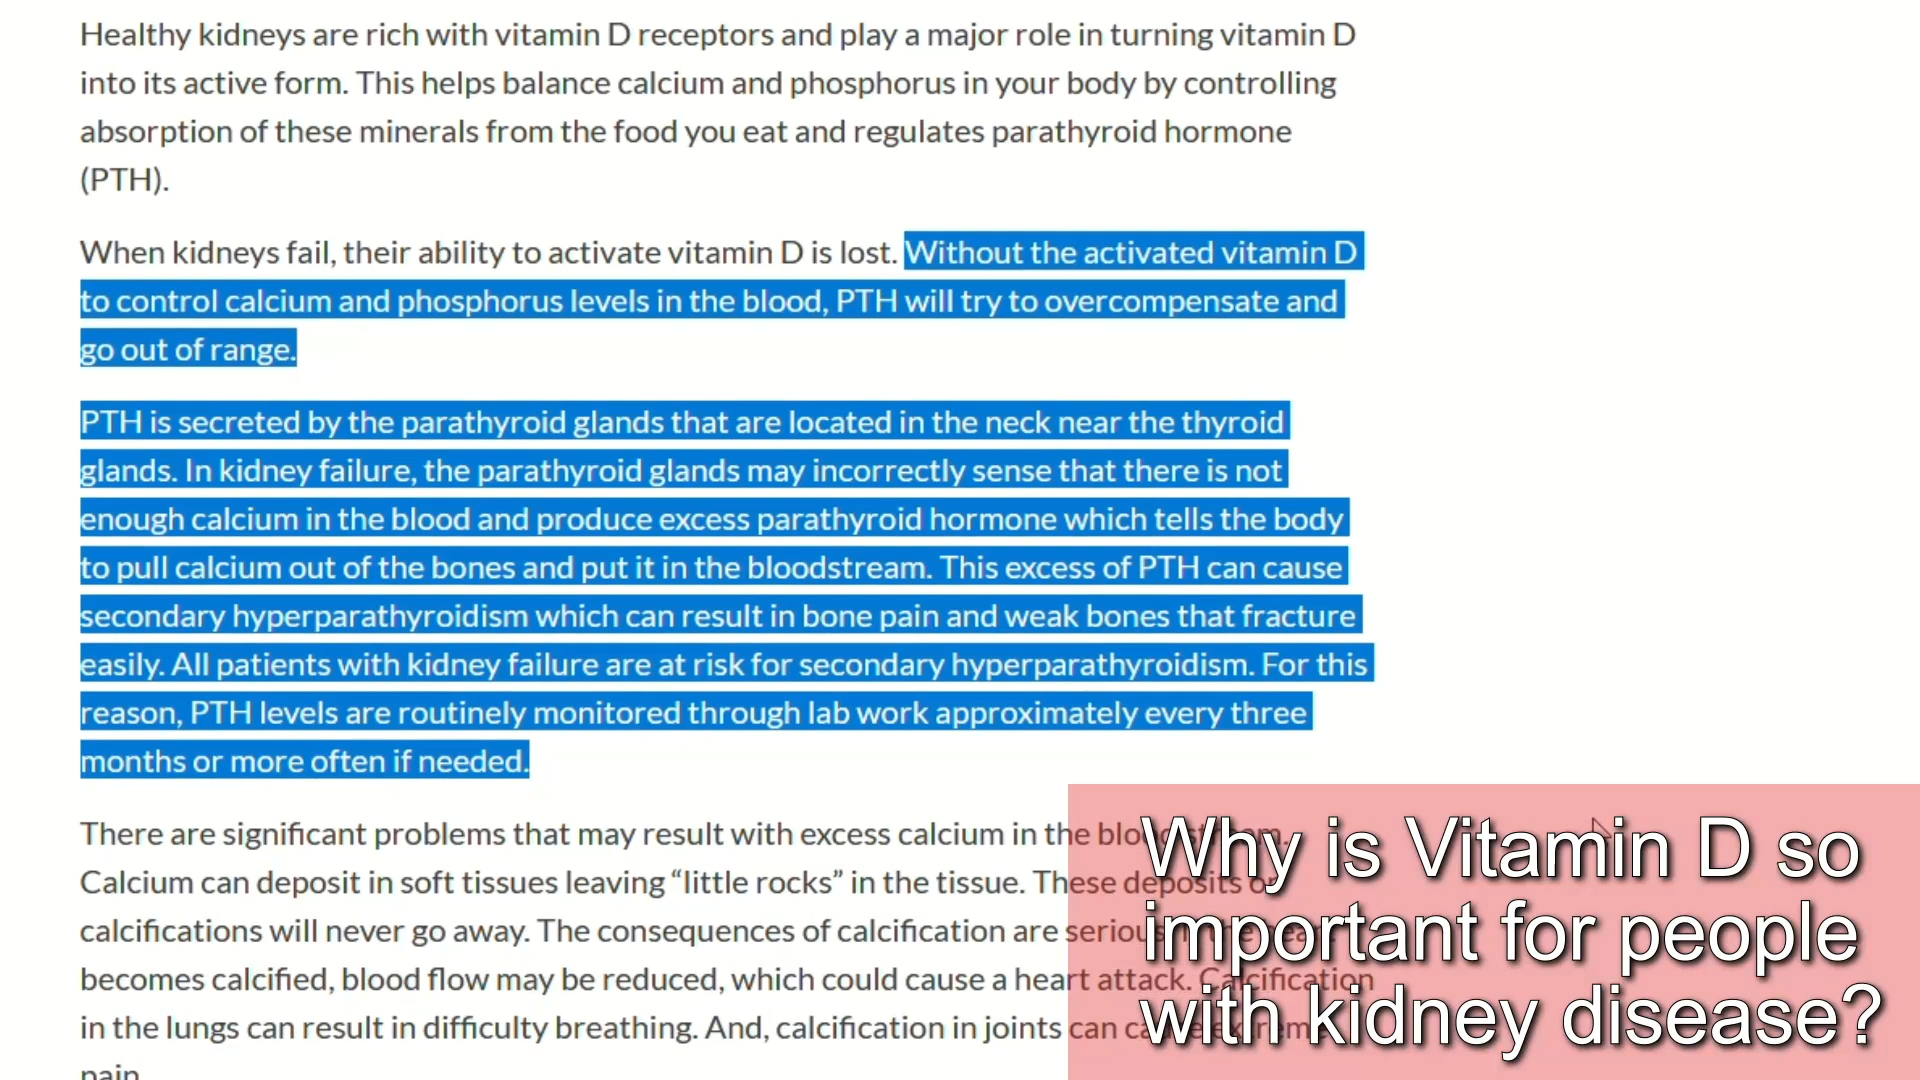 Healthy kidneys are rich with vitamin D receptors and play a major role in turning vitamin D
into its active form. This helps balance calcium and phosphorus in your body by controlling
absorption of these minerals from the food you eat and regulates parathyroid hormone
(PTH).
When kidneys fail, their ability to activate vitamin D is lost. Without the activated vitamin D
to control calcium and phosphorus levels in the blood, PTH will try to overcompensate and
go out of range.
PTH is secreted by the parathyroid glands that are located in the neck near the thyroid
glands. In kidney failure, the parathyroid glands may incorrectly sense that there is not
enough calcium in the blood and produce excess parathyroid hormone which tells the body
to pull calcium out of the bones and put it in the bloodstream. This excess of PTH can cause
secondary hyperparathyroidism which can result in bone pain and weak bones that fracture
easily. All patients with kidney failure are at risk for secondary hyperparathyroidism. For this
reason, PTH levels are routinely monitored through lab work approximately every three
months or more often if needed.
There are significant problems that may result with excess calcium in the
Calcium can deposit in soft tissues leaving “little rocks” in the tissue. These deposits or
calcifications will never go away. The consequences of calcification are
becomes calcified, blood flow may be reduced, which could cause a heart attack. Calcification
in the lungs can result in difficulty breathing. And, calcification in joints can
pain.
Why is Vitamin D so
important for people
with kidney disease?